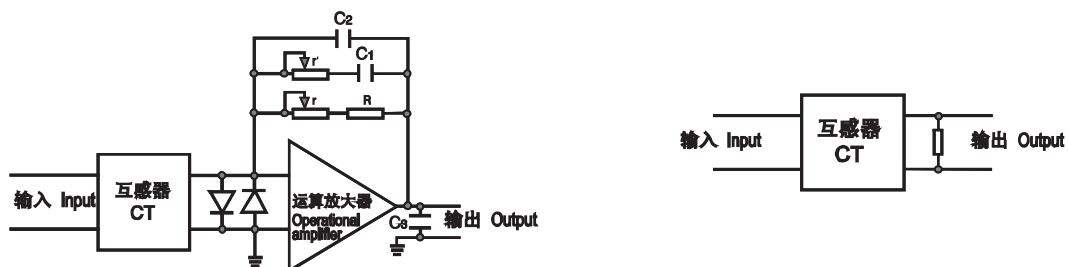 C2
r'
C1
r
R
输入 Input
互感器
CT
运算放大器
Operational
amplifier
C3
输出 Output
输入 Input
互感器
CT
输出 Output